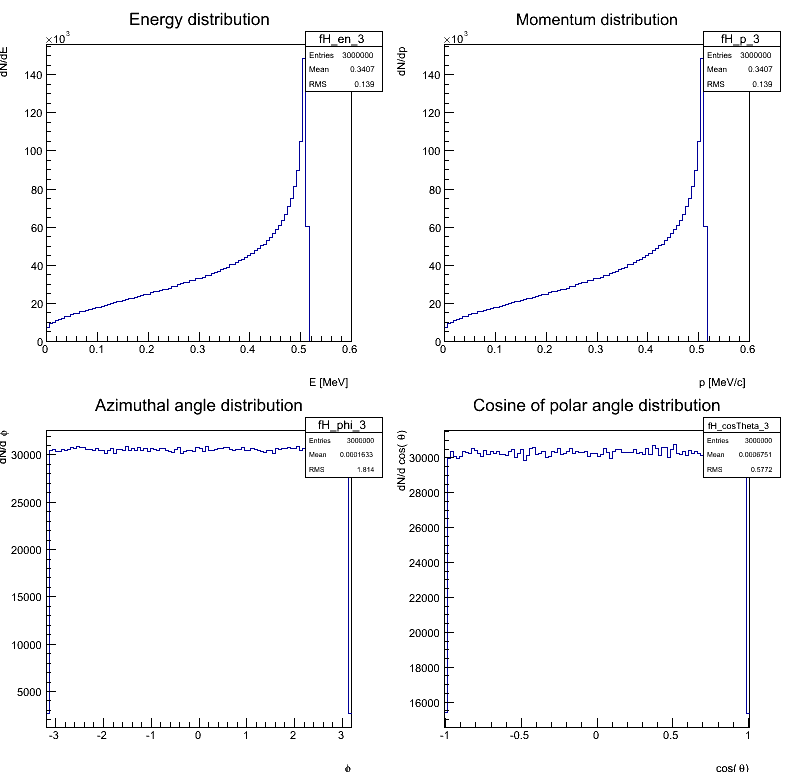 Energy distribution
×10³
dN/dE
fH_en_3
Entries 3000000
Mean 0.3407
RMS 0.139
140
120
100
80
60
40
20
0
0 0.1 0.2 0.3 0.4 0.5 0.6
E [MeV]
Momentum distribution
×10³
dN/dp
fH_p_3
Entries 3000000
Mean 0.3407
RMS 0.139
140
120
100
80
60
40
20
0
0 0.1 0.2 0.3 0.4 0.5 0.6
p [MeV/c]
Azimuthal angle distribution
dN/d ϕ
fH_phi_3
Entries 3000000
Mean 0.0001633
RMS 1.814
30000
25000
20000
15000
10000
5000
-3 -2 -1 0 1 2 3
ϕ
Cosine of polar angle distribution
dN/d cos( θ)
fH_cosTheta_3
Entries 3000000
Mean 0.0006751
RMS 0.5772
30000
28000
26000
24000
22000
20000
18000
16000
-1 -0.5 0 0.5 1
cos( θ)